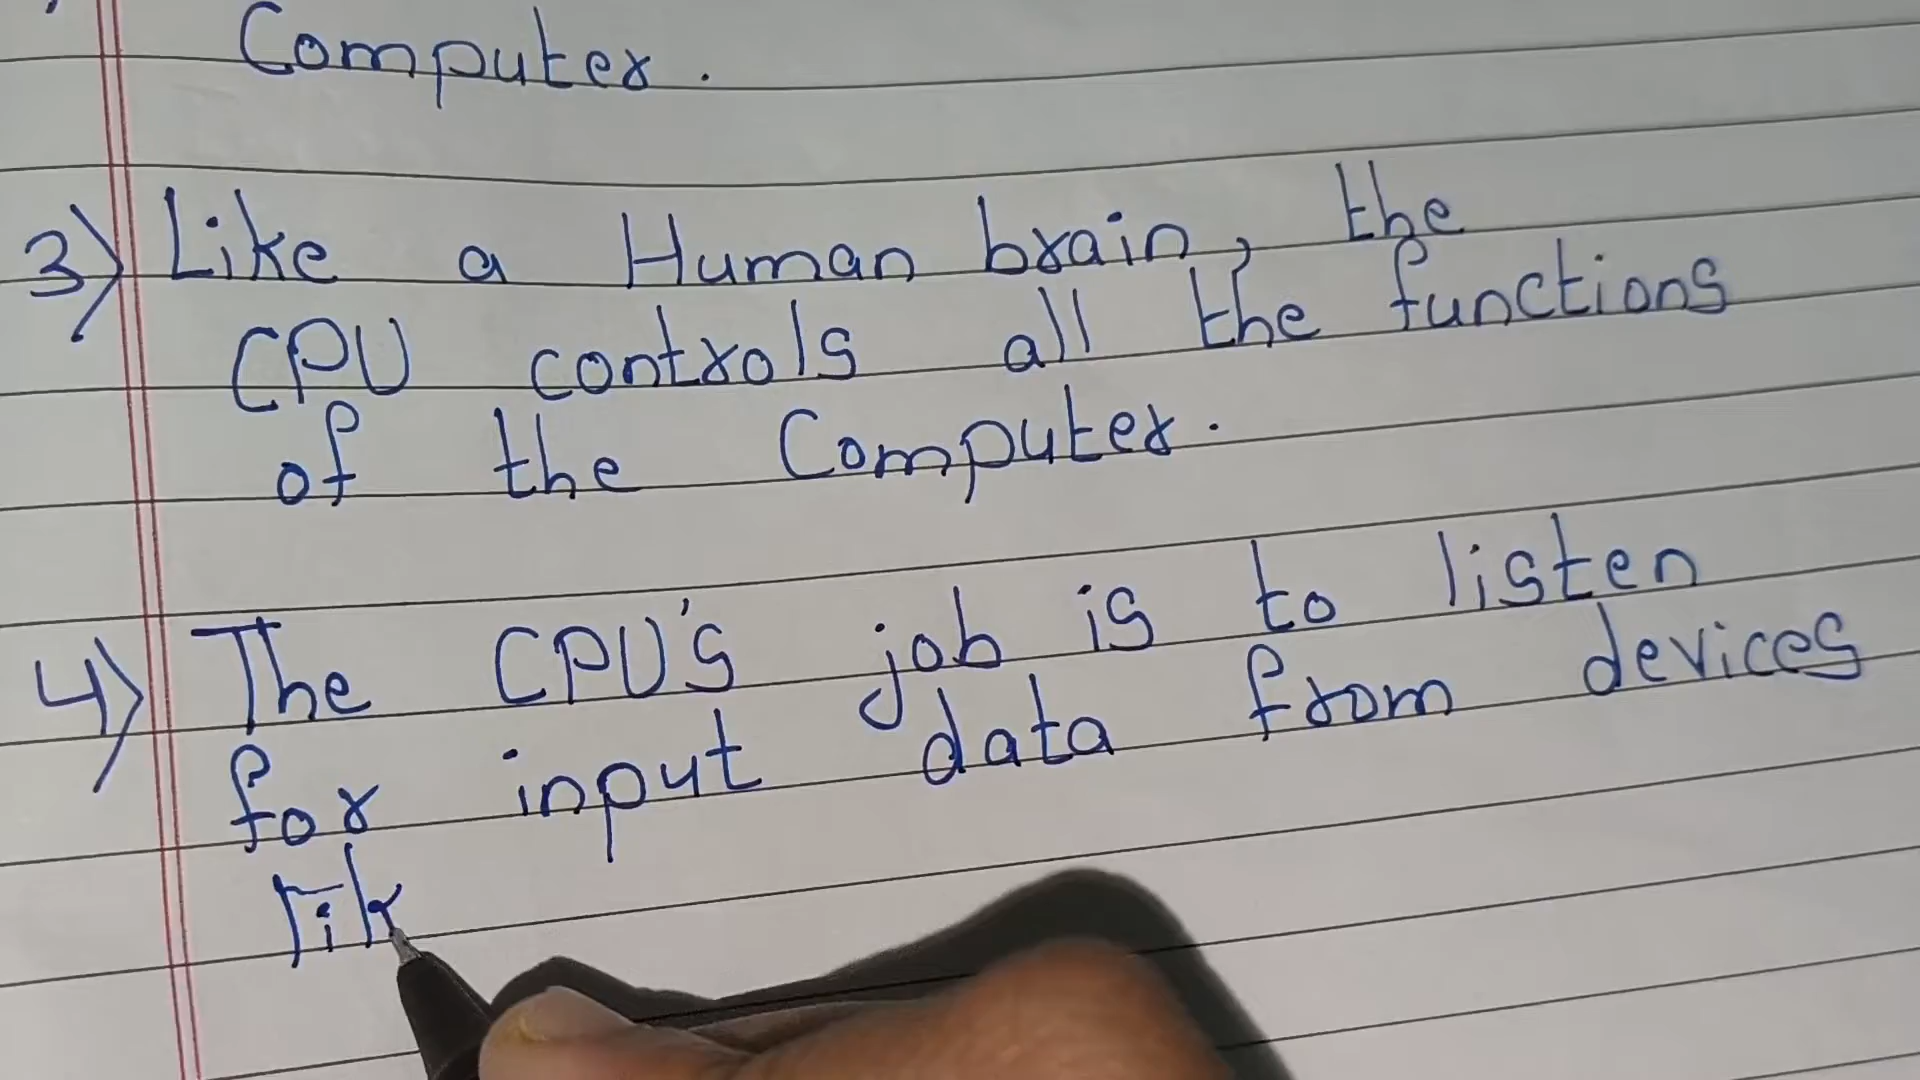 Computer.
3) Like a Human brain, the
CPU controls all the functions
of the Computer.
4) The CPU's job is to listen
for input data from devices
lik